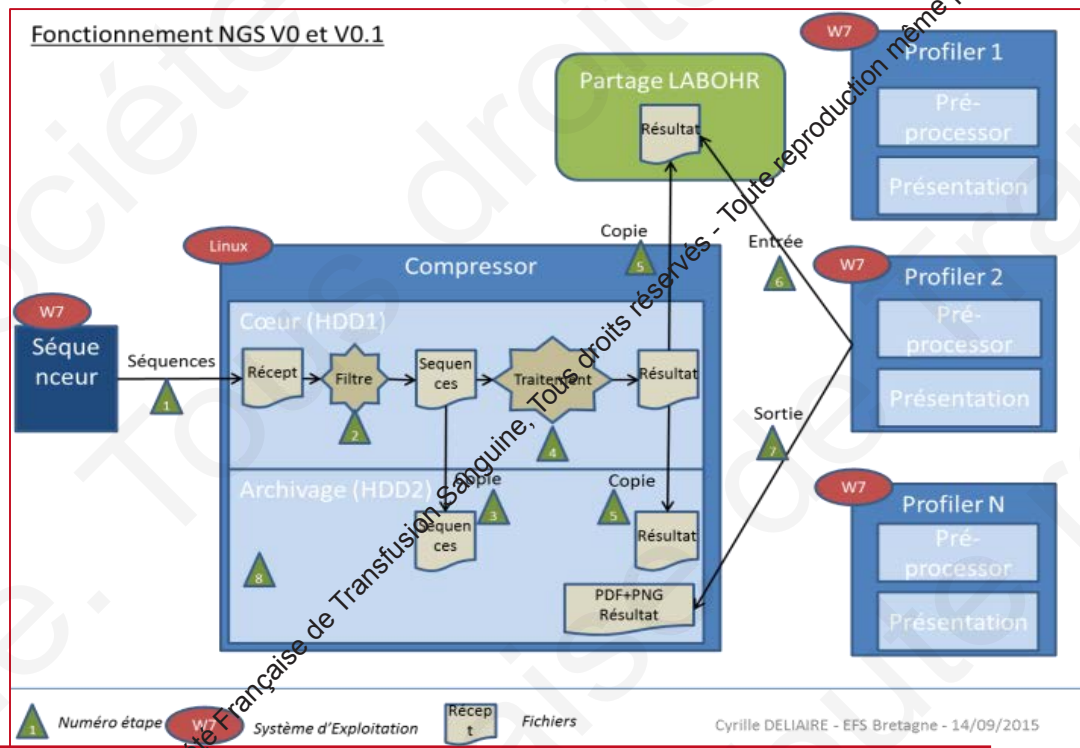 Fonctionnement NGS V0 et V0.1
W7
Profiler 1
Pré-
processor
Présentation
Partage LABOHR
Résultat
Copie
5
Entrée
6
W7
Profiler 2
Pré-
processor
Présentation
Linux
Compressor
W7
Séque
nceur
Séquences
1
Cœur (HDD1)
Récept
Filtre
2
Sequen
ces
Traitement
4
Résultat
Sortie
7
Archivage (HDD2)
Copie
3
Séquen
ces
Copie
5
Résultat
8
PDF+PNG
Résultat
W7
Profiler N
Pré-
processor
Présentation
1
Numéro étape
W7
Système d'Exploitation
Récep
t
Fichiers
Cyrille DELIAIRE - EFS Bretagne - 14/09/2015
Française de Transfusion Sanguine, Tous droits réservés - Toute reproduction même